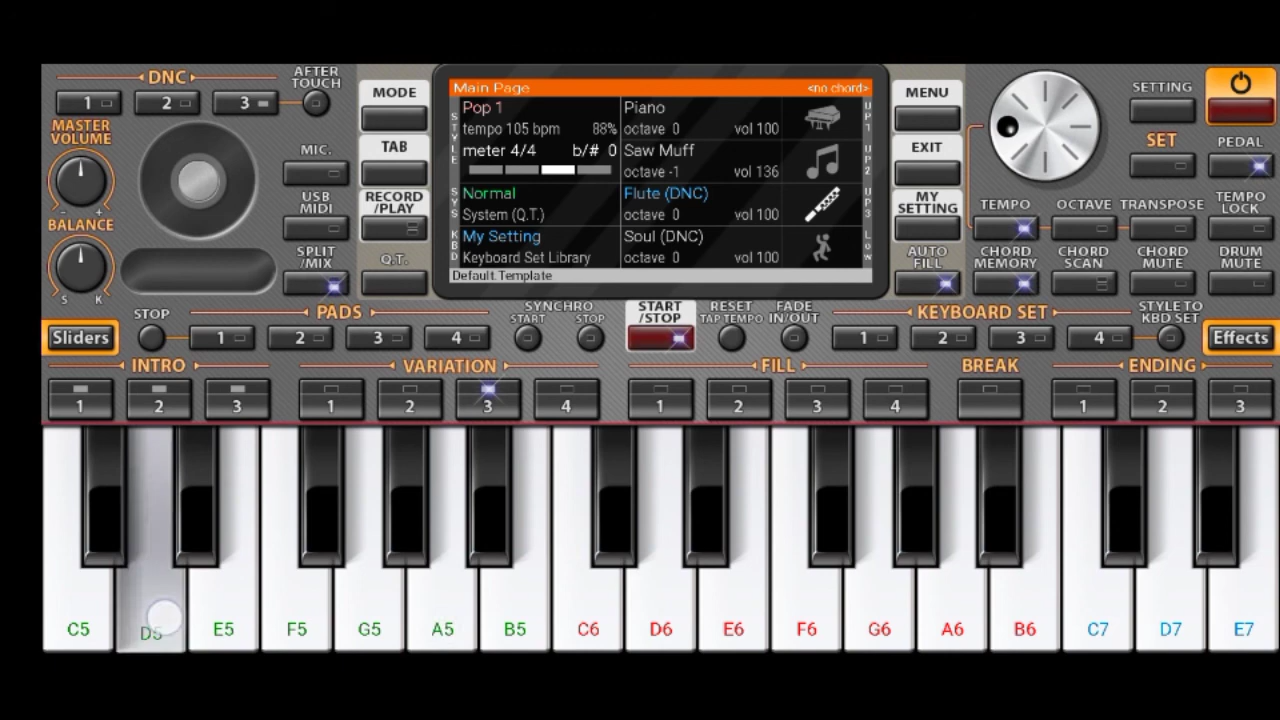 DNC
AFTER
TOUCH
1 2 3
MASTER
VOLUME
- +
BALANCE
S K
MIC.
USB
MIDI
SPLIT
/MIX
MODE
TAB
RECORD
/PLAY
Q.T.
Main Page <no chord>
STYLE
Pop 1
tempo 105 bpm 88%
meter 4/4 b/# 0
SYS
Normal
System (Q.T.)
KBD
My Setting
Keyboard Set Library
Piano
octave 0 vol 100
UP1
Saw Muff
octave -1 vol 136
UP2
Flute (DNC)
octave 0 vol 100
UP3
Soul (DNC)
octave 0 vol 100
Low
Default Template
MENU
EXIT
MY
SETTING
AUTO
FILL
SETTING
SET
PEDAL
TEMPO OCTAVE TRANSPOSE TEMPO
LOCK
CHORD
MEMORY
CHORD
SCAN
CHORD
MUTE
DRUM
MUTE
Sliders
STOP
PADS
1 2 3 4
SYNCHRO
START STOP
START
/STOP
RESET
TAP TEMPO
FADE
IN/OUT
KEYBOARD SET
1 2 3 4
STYLE TO
KBD SET
Effects
INTRO
1 2 3
VARIATION
1 2 3 4
FILL
1 2 3 4
BREAK
ENDING
1 2 3
C5 D5 E5 F5 G5 A5 B5 C6 D6 E6 F6 G6 A6 B6 C7 D7 E7